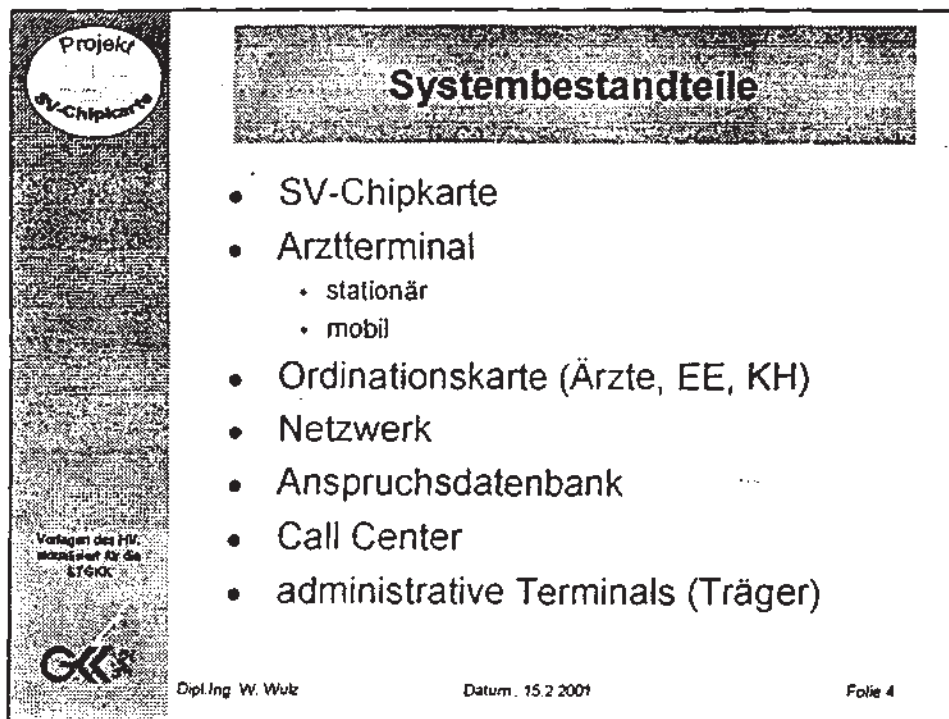 Projekt
SV-Chipkarte
Systembestandteile
• SV-Chipkarte
• Arztterminal
• stationär
• mobil
• Ordinationskarte (Ärzte, EE, KH)
• Netzwerk
• Anspruchsdatenbank
• Call Center
• administrative Terminals (Träger)
Vorlagen des HV,
für die
STGKK
GKK
Dipl.Ing. W. Wulz
Datum: 15.2.2001
Folie 4